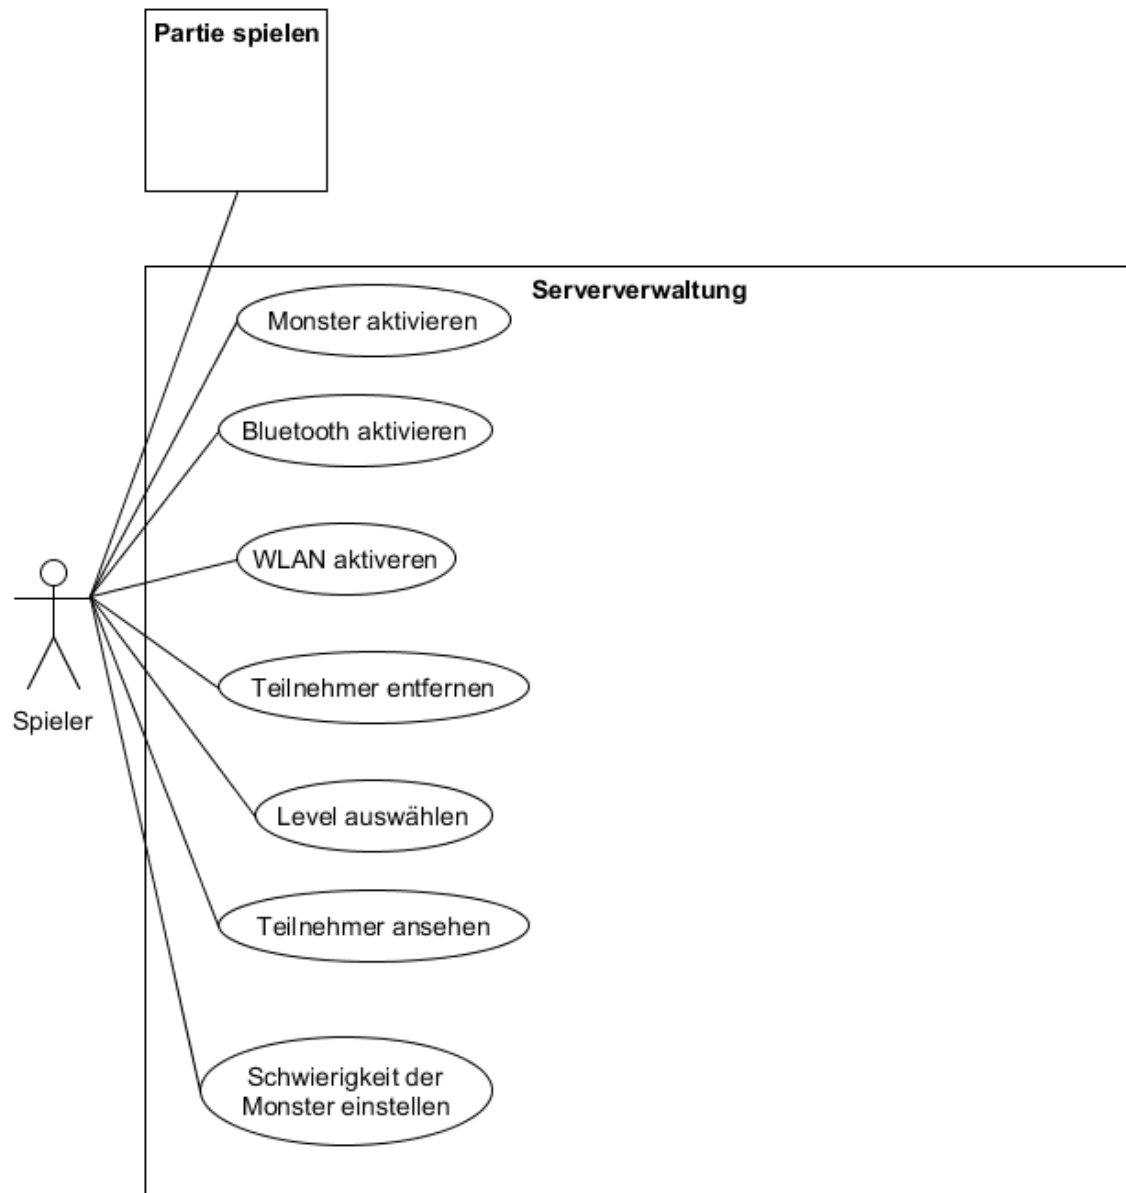 Partie spielen
Serververwaltung
Monster aktivieren
Bluetooth aktivieren
WLAN aktiveren
Teilnehmer entfernen
Spieler
Level auswählen
Teilnehmer ansehen
Schwierigkeit der
Monster einstellen